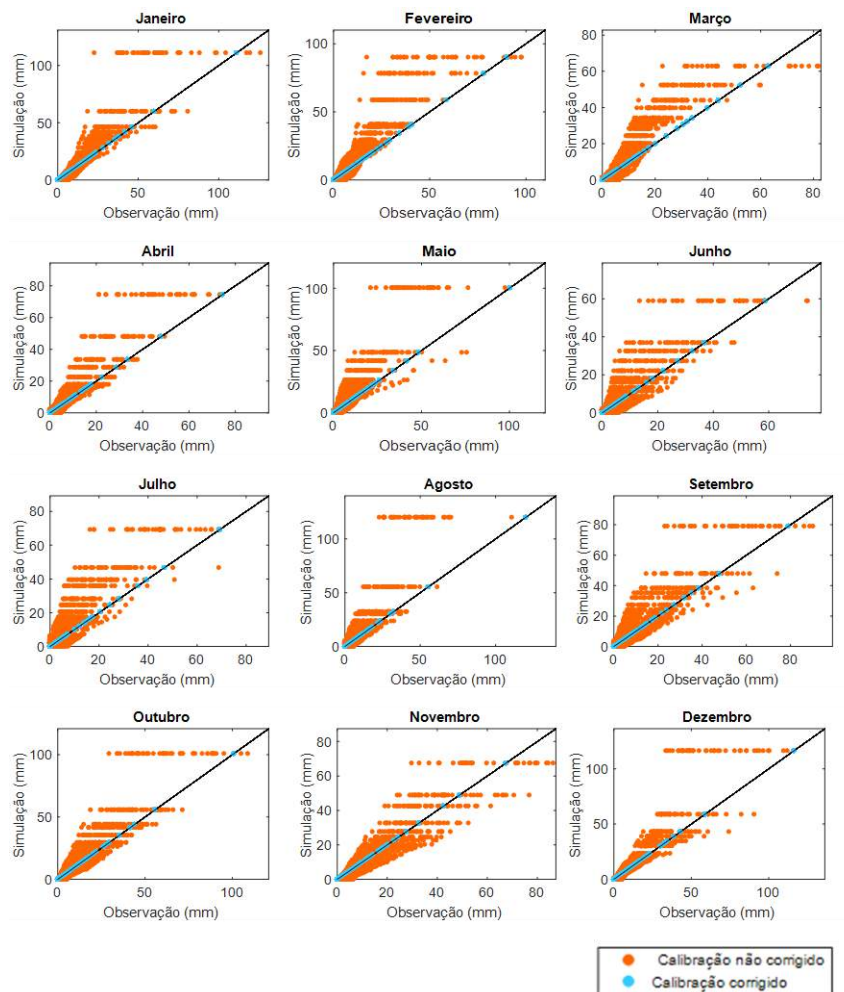 Janeiro
Simulação (mm)
100
50
0
0
50
100
Observação (mm)
Fevereiro
Simulação (mm)
100
50
0
0
50
100
Observação (mm)
Março
Simulação (mm)
80
60
40
20
0
0
20
40
60
80
Observação (mm)
Abril
Simulação (mm)
80
60
40
20
0
0
20
40
60
80
Observação (mm)
Maio
Simulação (mm)
100
50
0
0
50
100
Observação (mm)
Junho
Simulação (mm)
60
40
20
0
0
20
40
60
Observação (mm)
Julho
Simulação (mm)
80
60
40
20
0
0
20
40
60
80
Observação (mm)
Agosto
Simulação (mm)
100
50
0
0
50
100
Observação (mm)
Setembro
Simulação (mm)
80
60
40
20
0
0
20
40
60
80
Observação (mm)
Outubro
Simulação (mm)
100
50
0
0
50
100
Observação (mm)
Novembro
Simulação (mm)
80
60
40
20
0
0
20
40
60
80
Observação (mm)
Dezembro
Simulação (mm)
100
50
0
0
50
100
Observação (mm)
Calibração não corrigido
Calibração corrigido